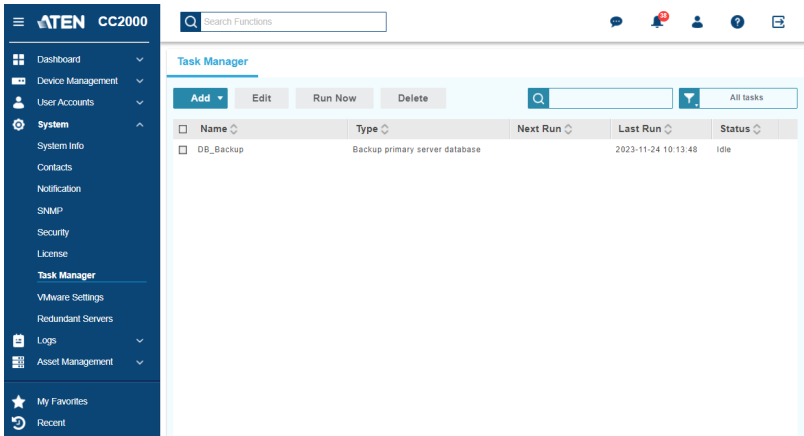 ATEN CC2000
Search Functions
38
Dashboard
Device Management
User Accounts
System
System Info
Contacts
Notification
SNMP
Security
License
Task Manager
VMware Settings
Redundant Servers
Logs
Asset Management
My Favorites
Recent
Task Manager
Add Edit Run Now Delete All tasks
Name Type Next Run Last Run Status
DB_Backup Backup primary server database 2023-11-24 10:13:48 Idle